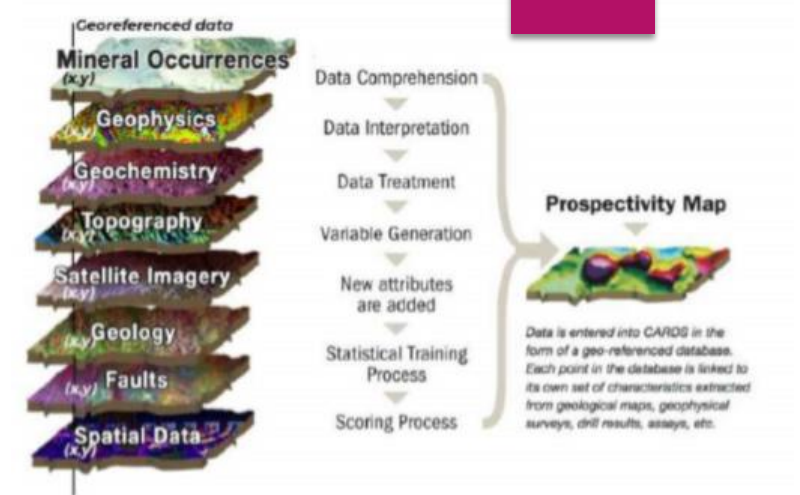 Georeferenced data
Mineral Occurrences
(x,y)
Geophysics
(x,y)
Geochemistry
(x,y)
Topography
(x,y)
Satellite Imagery
(x,y)
Geology
(x,y)
Faults
(x,y)
Spatial Data
(x,y)
Data Comprehension
Data Interpretation
Data Treatment
Variable Generation
New attributes
are added
Statistical Training
Process
Scoring Process
Prospectivity Map
Data is entered into CARDS in the
form of a geo-referenced database.
Each point in the database is linked to
its own set of characteristics extracted
from geological maps, geophysical
surveys, drill results, assays, etc.